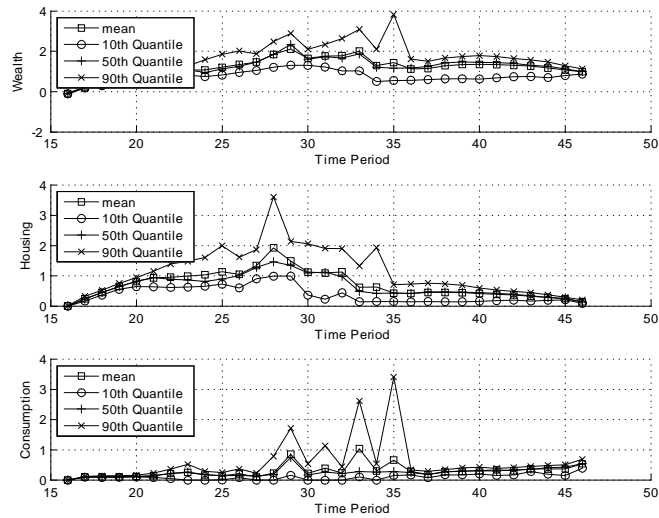 4
2
0
-2
Wealth
mean
10th Quantile
50th Quantile
90th Quantile
15 20 25 30 35 40 45 50
Time Period
4
3
2
1
0
Housing
mean
10th Quantile
50th Quantile
90th Quantile
15 20 25 30 35 40 45 50
Time Period
4
3
2
1
0
Consumption
mean
10th Quantile
50th Quantile
90th Quantile
15 20 25 30 35 40 45 50
Time Period